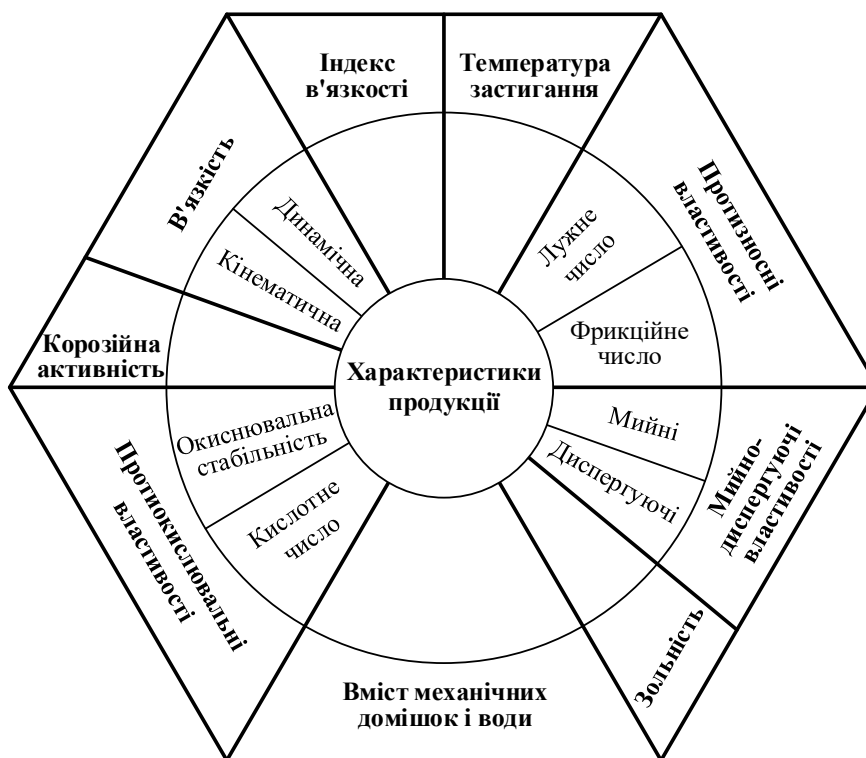 Індекс
в'язкості
Температура
застигання
Протизносні
властивості
В'язкість
Динамічна
Кінематична
Лужне
число
Фрикційне
число
Корозійна
активність
Характеристики
продукції
Окиснювальна
стабільність
Кислотне
число
Протиокислювальні
властивості
Мийні
Диспергуючі
Мийно-
диспергуючі
властивості
Зольність
Вміст механічних
домішок і води